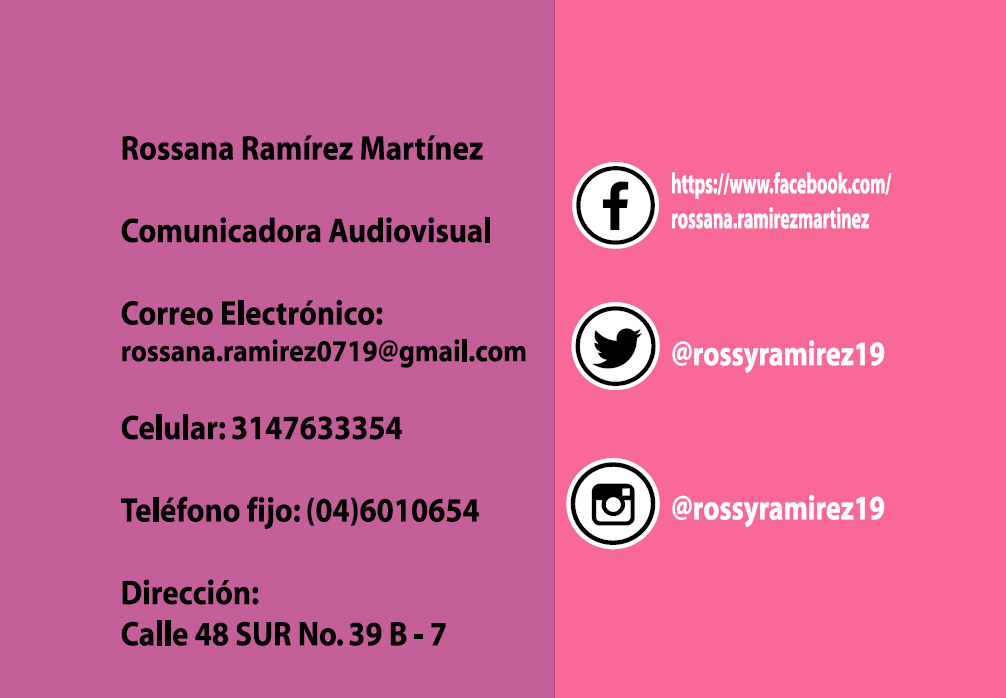 Rossana Ramírez Martínez
Comunicadora Audiovisual
Correo Electrónico:
rossana.ramirez0719@gmail.com
Celular: 3147633354
Teléfono fijo: (04)6010654
Dirección:
Calle 48 SUR No. 39 B - 7
https://www.facebook.com/
rossana.ramirezmartinez
@rossyramirez19
@rossyramirez19